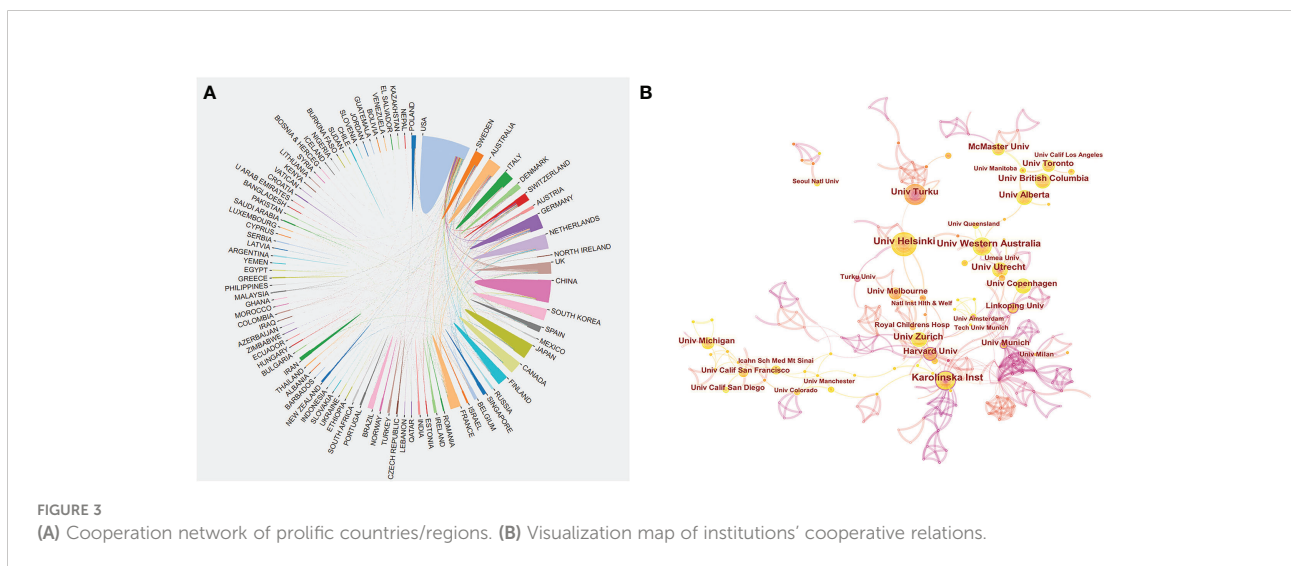 A
POLAND
USA
SWEDEN
AUSTRALIA
ITALY
DENMARK
SWITZERLAND
AUSTRIA
GERMANY
NETHERLANDS
NORTH IRELAND
UK
CHINA
SOUTH KOREA
SPAIN
MEXICO
JAPAN
CANADA
FINLAND
RUSSIA
SINGAPORE
BELGIUM
ISRAEL
FRANCE
ROMANIA
IRELAND
ESTONIA
INDIA
QATAR
LEBANON
CZECH REPUBLIC
TURKEY
NORWAY
BRAZIL
PORTUGAL
SOUTH AFRICA
ETHIOPIA
UKRAINE
SLOVAKIA
INDONESIA
NEW ZEALAND
BARBADOS
ALBANIA
THAILAND
IRAN
BULGARIA
HUNGARY
ECUADOR
ZIMBABWE
AZERBAIJAN
IRAQ
COLOMBIA
MOROCCO
GHANA
MALAYSIA
PHILIPPINES
GREECE
EGYPT
YEMEN
ARGENTINA
LATVIA
SERBIA
CYPRUS
LUXEMBOURG
SAUDI ARABIA
PAKISTAN
BANGLADESH
U ARAB EMIRATES
CROATIA
VATICAN
KENYA
LITHUANIA
SYRIA
BOSNIA & HERCEG
ICELAND
NIGERIA
BURKINA FASO
SUDAN
CHILE
SLOVENIA
JORDAN
GUATEMALA
BOLIVIA
VENEZUELA
EL SALVADOR
KAZAKHSTAN
NEPAL
B
McMaster Univ
Univ Calif Los Angeles
Univ Toronto
Univ Manitoba
Univ British Columbia
Seoul Natl Univ
Univ Turku
Univ Alberta
Univ Queensland
Univ Helsinki
Univ Western Australia
Umea Univ
Univ Utrecht
Turku Univ
Univ Copenhagen
Univ Melbourne
Natl Inst Hlth & Welf
Linkoping Univ
Univ Amsterdam
Royal Childrens Hosp
Tech Univ Munich
Univ Zurich
Univ Michigan
Univ Munich
Harvard Univ
Univ Milan
Icahn Sch Med Mt Sinai
Univ Calif San Francisco
Karolinska Inst
Univ Manchester
Univ Calif San Diego
Univ Colorado
FIGURE 3
(A) Cooperation network of prolific countries/regions. (B) Visualization map of institutions' cooperative relations.